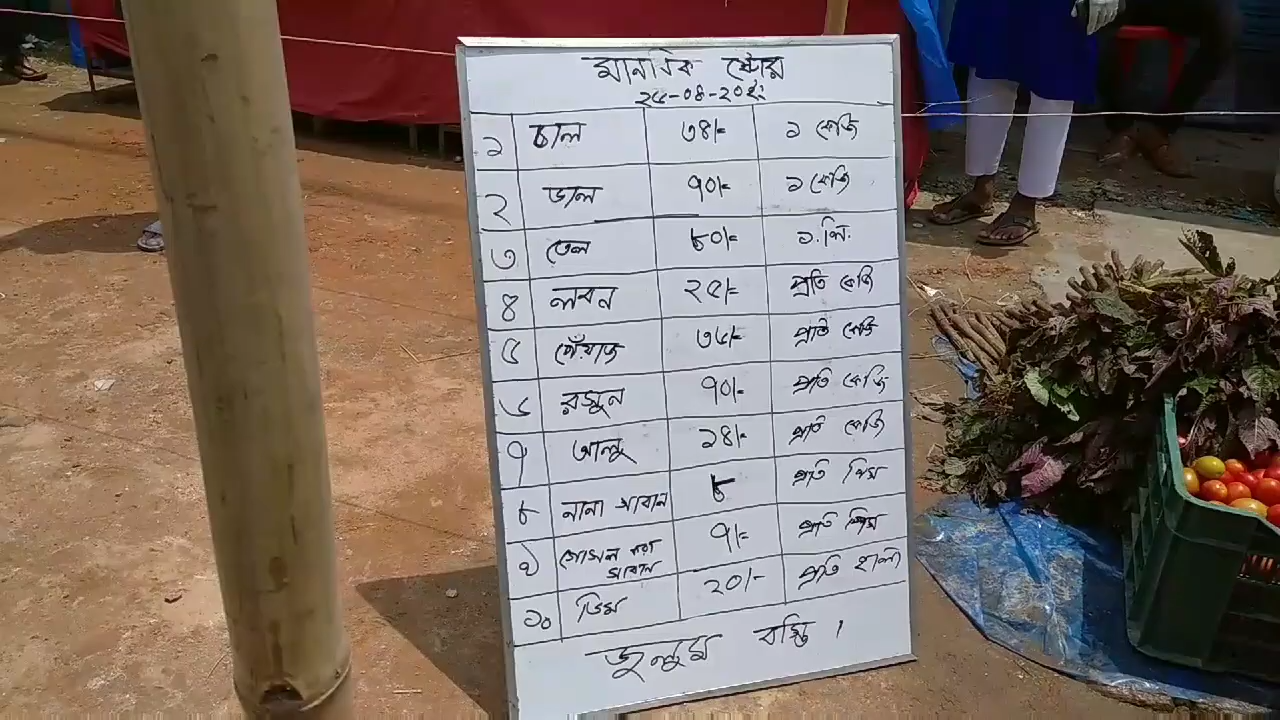 মানবিক ষ্টোর
২৫-০৪-২০ইং
১ চাল ৩৪/= ১ কেজি
২ ডাল ৭০/= ১ কেজি
৩ তেল ৮০/= ১.লি.
৪ লবন ২৫/= প্রতি কেজি
৫ পেঁয়াজ ৩৫/= প্রতি কেজি
৬ রসুন ৭০/= প্রতি কেজি
৭ আলু ১৪/= প্রতি কেজি
৮ সাবান ৮ প্রতি পিস
৯ গোসল করা সাবান ৭/= প্রতি পিস
১০ ডিম ২০/- প্রতি হালী
জুলুম বস্তি।